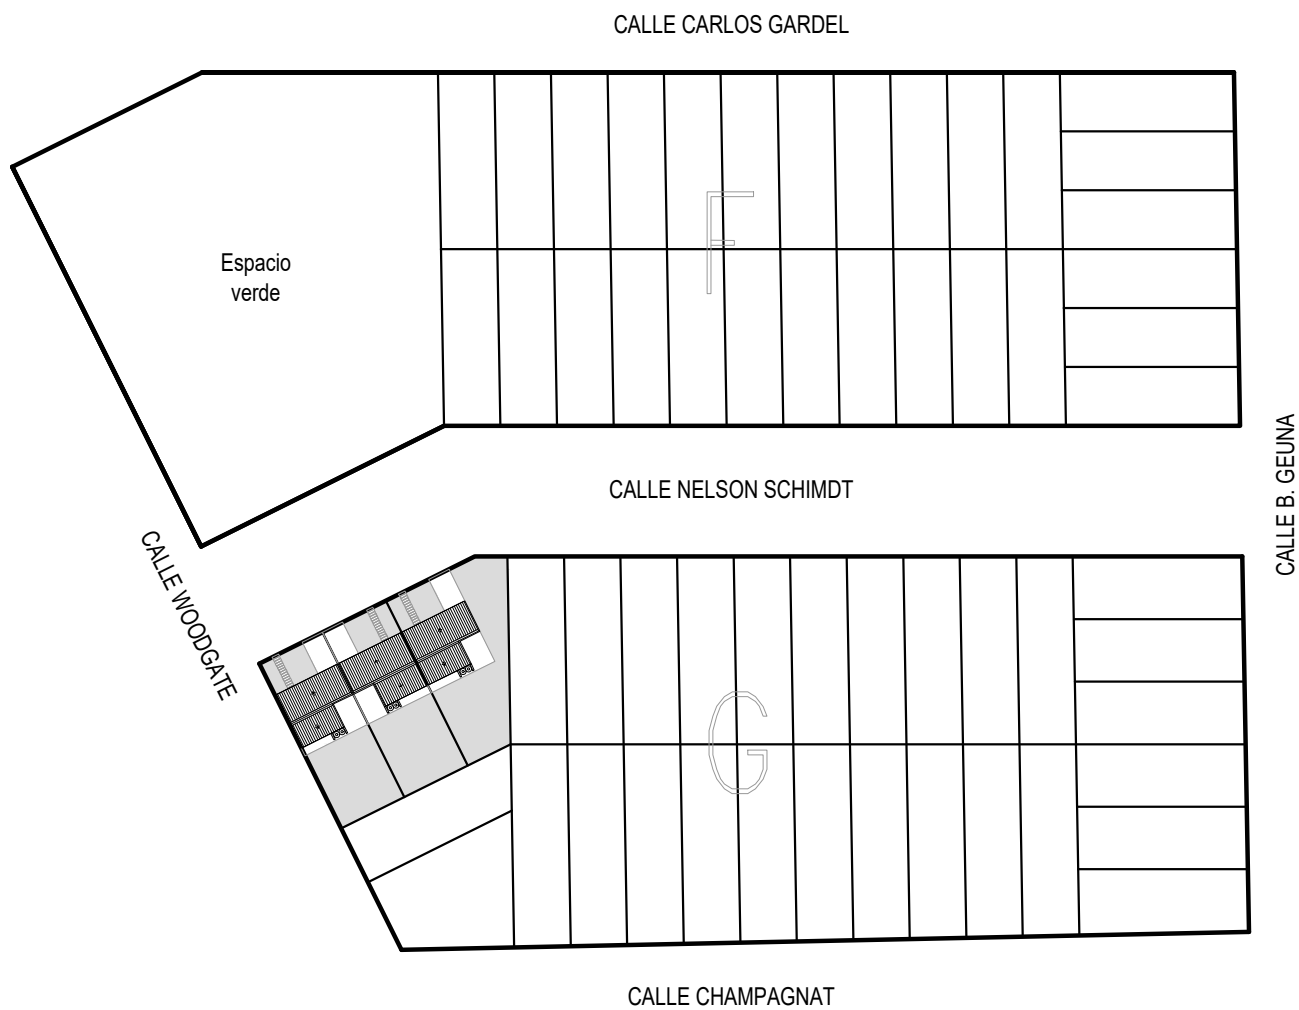 CALLE CARLOS GARDEL
F
Espacio
verde
CALLE B. GEUNA
CALLE NELSON SCHIMDT
CALLE WOODGATE
G
CALLE CHAMPAGNAT